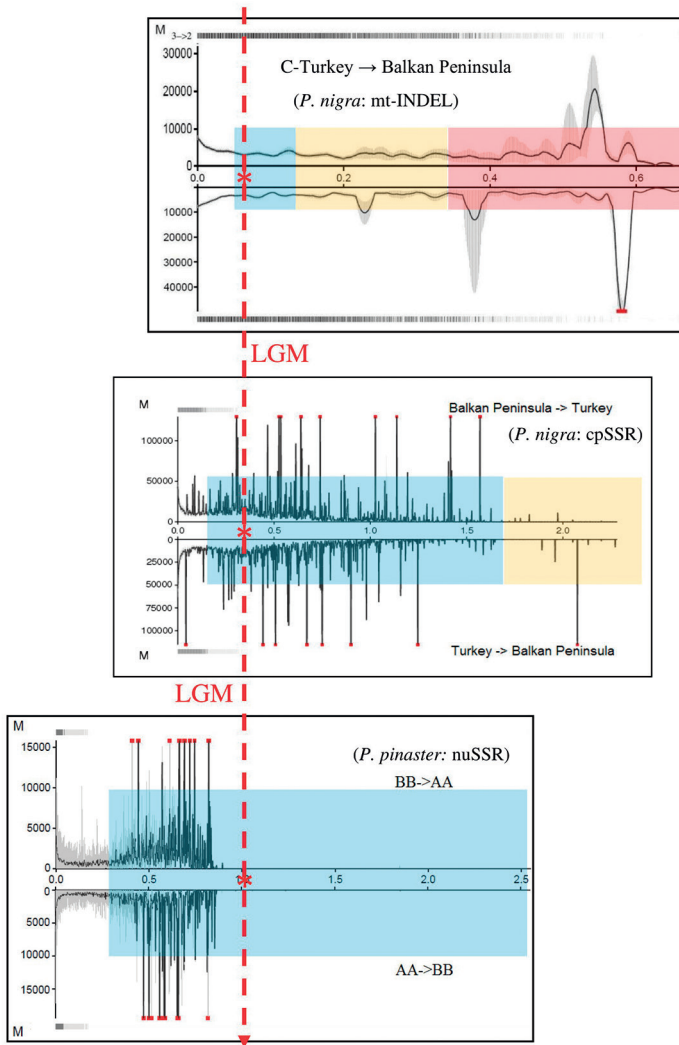 M 3->2
30000
C-Turkey → Balkan Peninsula
20000
(P. nigra: mt-INDEL)
10000
0
0.0 0.2 0.4 0.6
10000
20000
30000
40000
LGM
M
Balkan Peninsula -> Turkey
100000
(P. nigra: cpSSR)
50000
0
0.0 0.5 1.0 1.5 2.0
0
25000
50000
75000
100000
Turkey -> Balkan Peninsula
M
LGM
M
15000
(P. pinaster: nuSSR)
10000
BB->AA
5000
0
0.0 0.5 1.0 1.5 2.0 2.5
0
5000
10000
AA->BB
15000
M